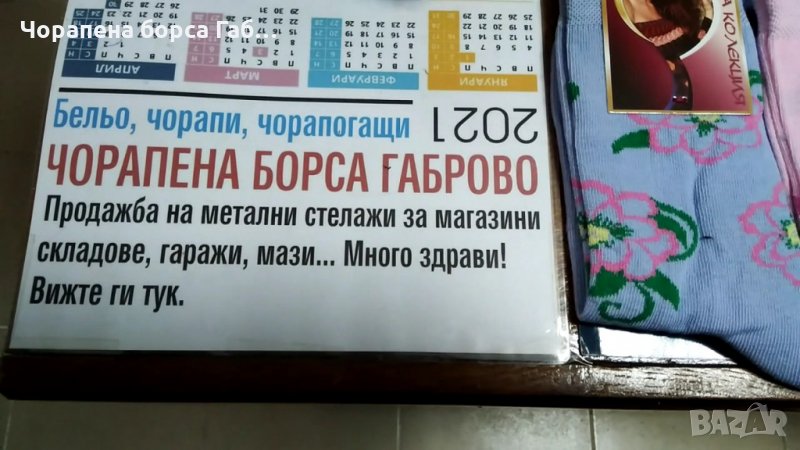 Чорапена борса Габ...
АПРИЛ
МАРТ
ФЕВРУАРИ
ЯНУАРИ
2021
Бельо, чорапи, чорапогащи
ЧОРАПЕНА БОРСА ГАБРОВО
Продажба на метални стелажи за магазини
складове, гаражи, мази... Много здрави!
Вижте ги тук.
КОЛЕКЦИЯ
BAZAR